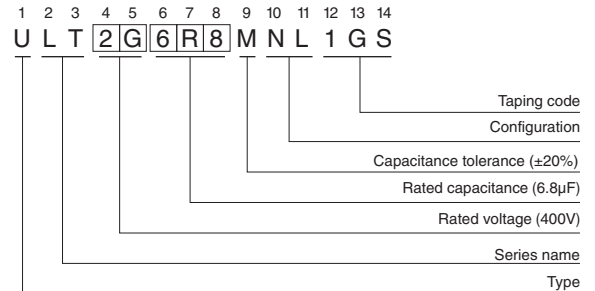 1 2 3 4 5 6 7 8 9 10 11 12 13 14
U L T 2 G 6 R 8 M N L 1 G S
Taping code
Configuration
Capacitance tolerance (±20%)
Rated capacitance (6.8µF)
Rated voltage (400V)
Series name
Type